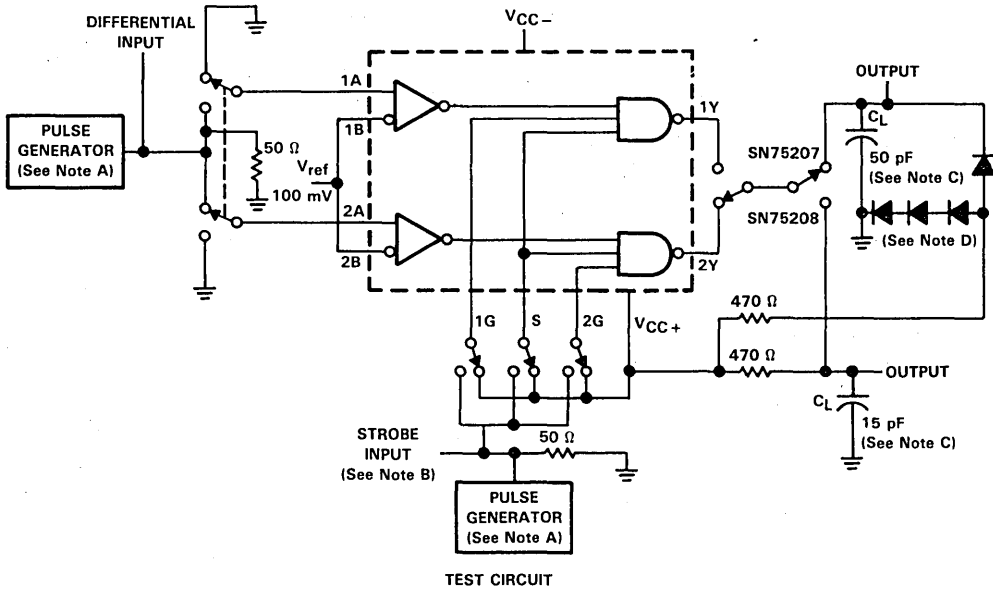 DIFFERENTIAL
INPUT
VCC−
OUTPUT
PULSE
GENERATOR
(See Note A)
50 Ω
Vref
100 mV
1A
1B
2A
2B
1Y
2Y
SN75207
SN75208
CL
50 pF
(See Note C)
(See Note D)
1G
S
2G
VCC+
470 Ω
470 Ω
OUTPUT
CL
15 pF
(See Note C)
STROBE
INPUT
(See Note B)
50 Ω
PULSE
GENERATOR
(See Note A)
TEST CIRCUIT